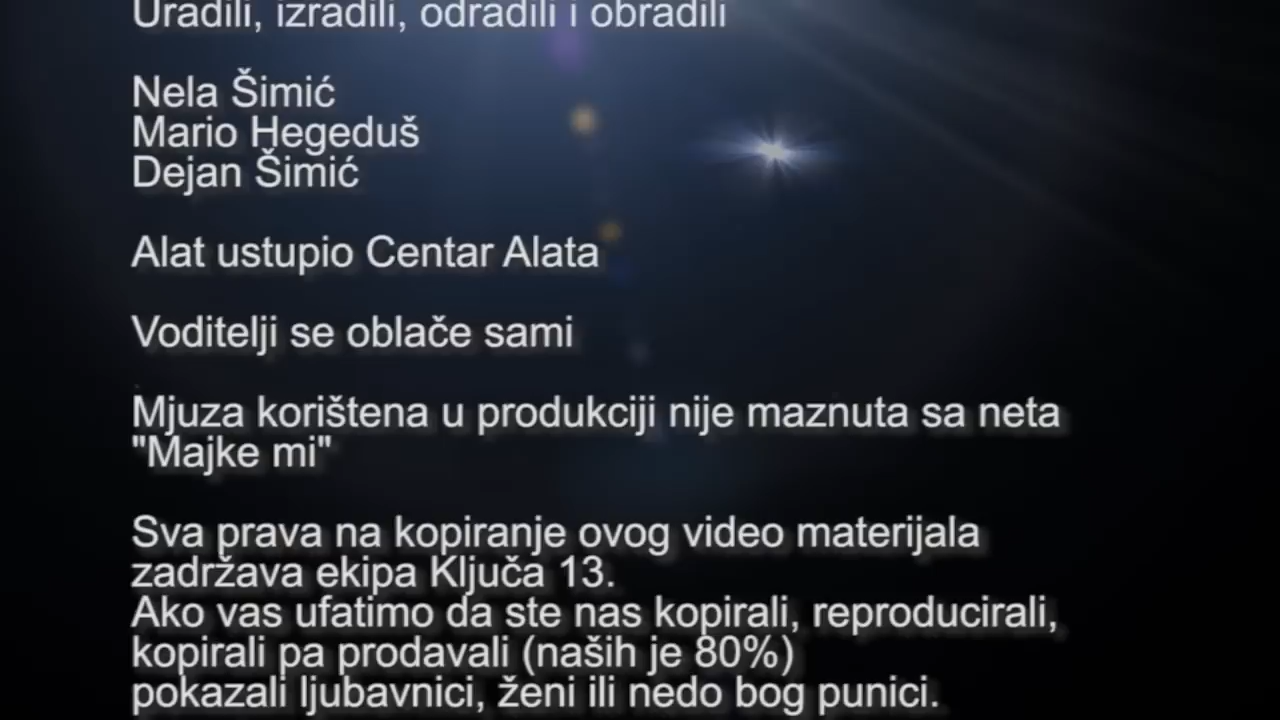 Uradili, izradili, odradili i obradili
Nela Šimić
Mario Hegeduš
Dejan Šimić
Alat ustupio Centar Alata
Voditelji se oblače sami
Mjuza korištena u produkciji nije maznuta sa neta
"Majke mi"
Sva prava na kopiranje ovog video materijala
zadržava ekipa Ključa 13.
Ako vas ufatimo da ste nas kopirali, reproducirali,
kopirali pa prodavali (naših je 80%)
pokazali ljubavnici, ženi ili nedo bog punici.